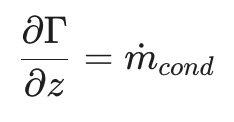 ∂Γ/∂z = ṁ_cond